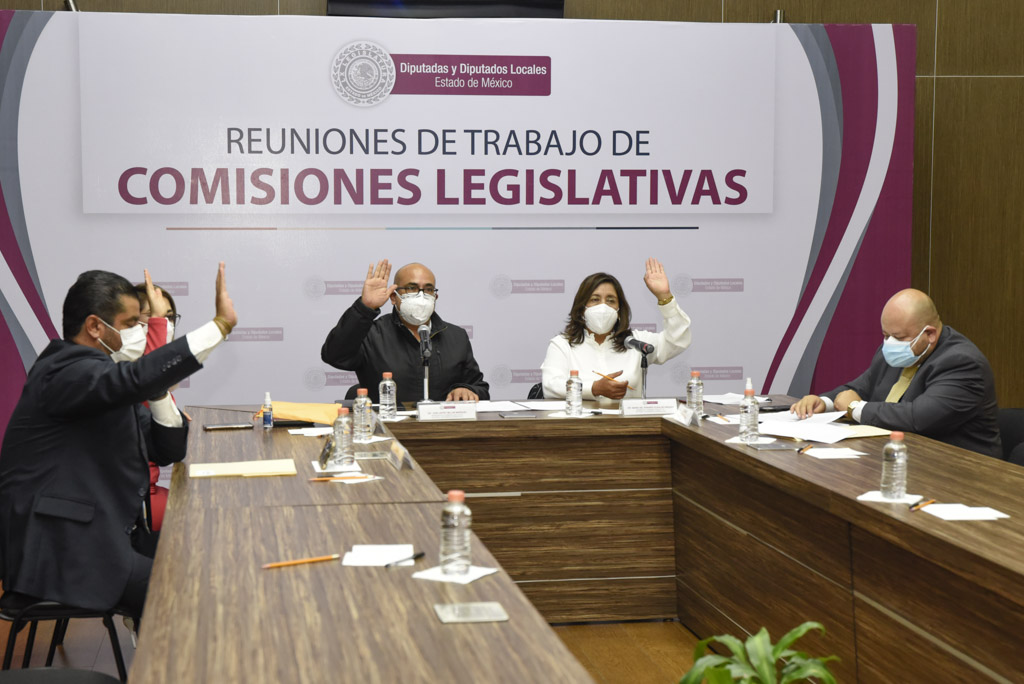 Diputadas y Diputados Locales
Estado de México
REUNIONES DE TRABAJO DE
COMISIONES LEGISLATIVAS